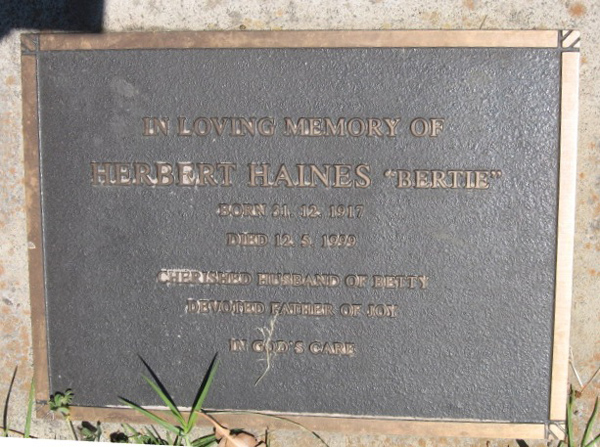 IN LOVING MEMORY OF
HERBERT HAINES "BERTIE"
BORN 31. 12. 1917
DIED 12. 5. 1959
CHERISHED HUSBAND OF BETTY
DEVOTED FATHER OF JOY
IN GOD'S CARE